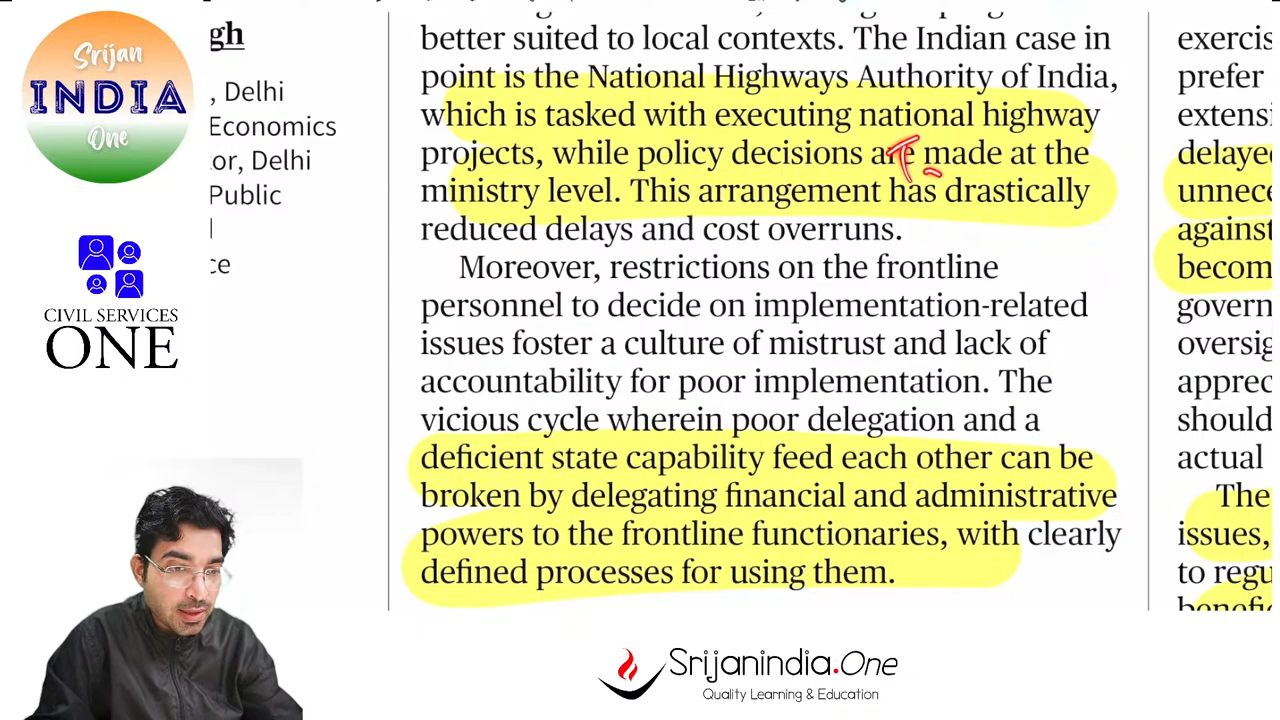 Srijan
INDIA
One
CIVIL SERVICES
ONE
gh
, Delhi
Economics
or, Delhi
Public
ce
better suited to local contexts. The Indian case in
point is the National Highways Authority of India,
which is tasked with executing national highway
projects, while policy decisions are made at the
ministry level. This arrangement has drastically
reduced delays and cost overruns.
Moreover, restrictions on the frontline
personnel to decide on implementation-related
issues foster a culture of mistrust and lack of
accountability for poor implementation. The
vicious cycle wherein poor delegation and a
deficient state capability feed each other can be
broken by delegating financial and administrative
powers to the frontline functionaries, with clearly
defined processes for using them.
exercis
prefer
extensi
delayed
unnece
against
becom
govern
oversig
apprec
should
actual
The
issues,
to regu
benefi
Srijanindia.One
Quality Learning & Education